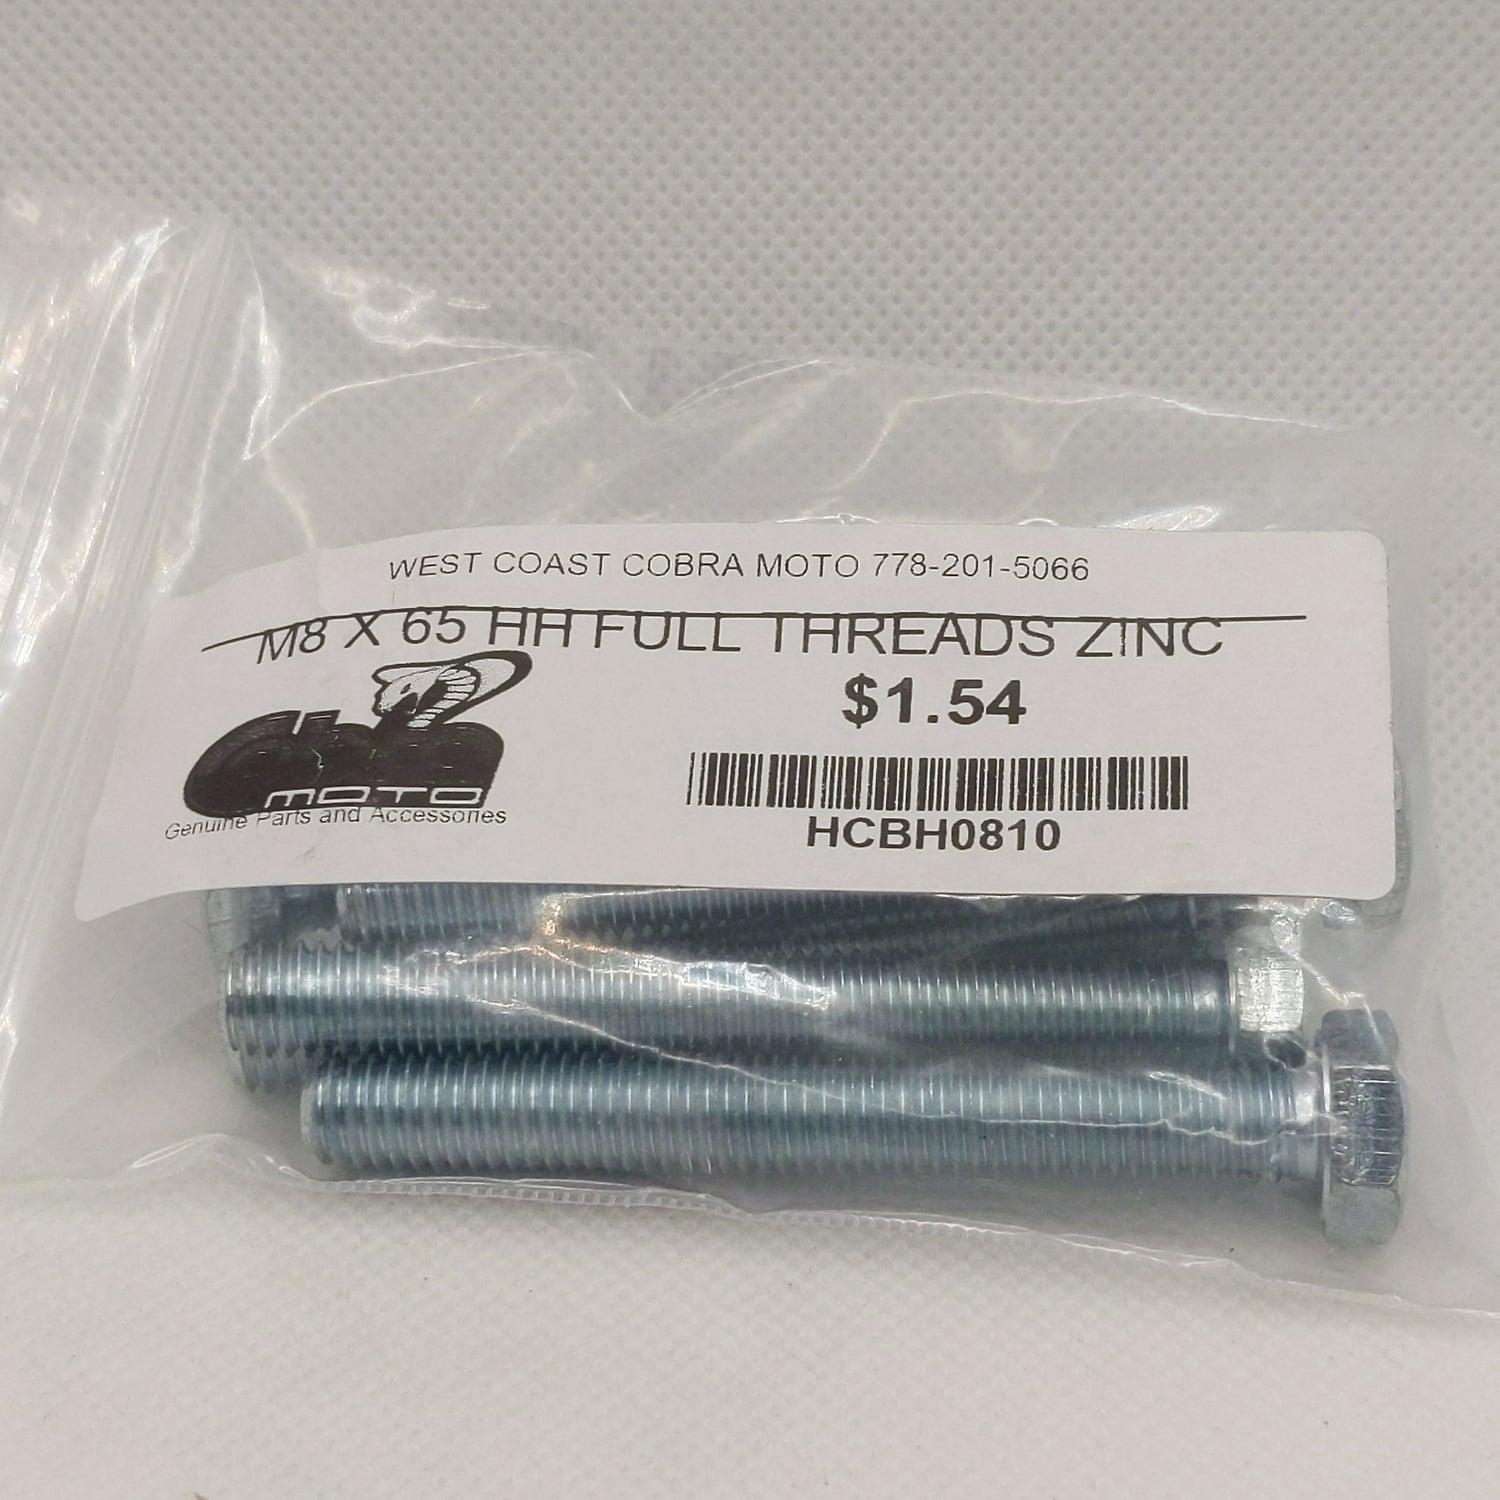 WEST COAST COBRA MOTO 778-201-5066
M8 X 65 HH FULL THREADS ZINC
$1.54
Cobra
MOTO
Genuine Parts and Accessories
HCBH0810